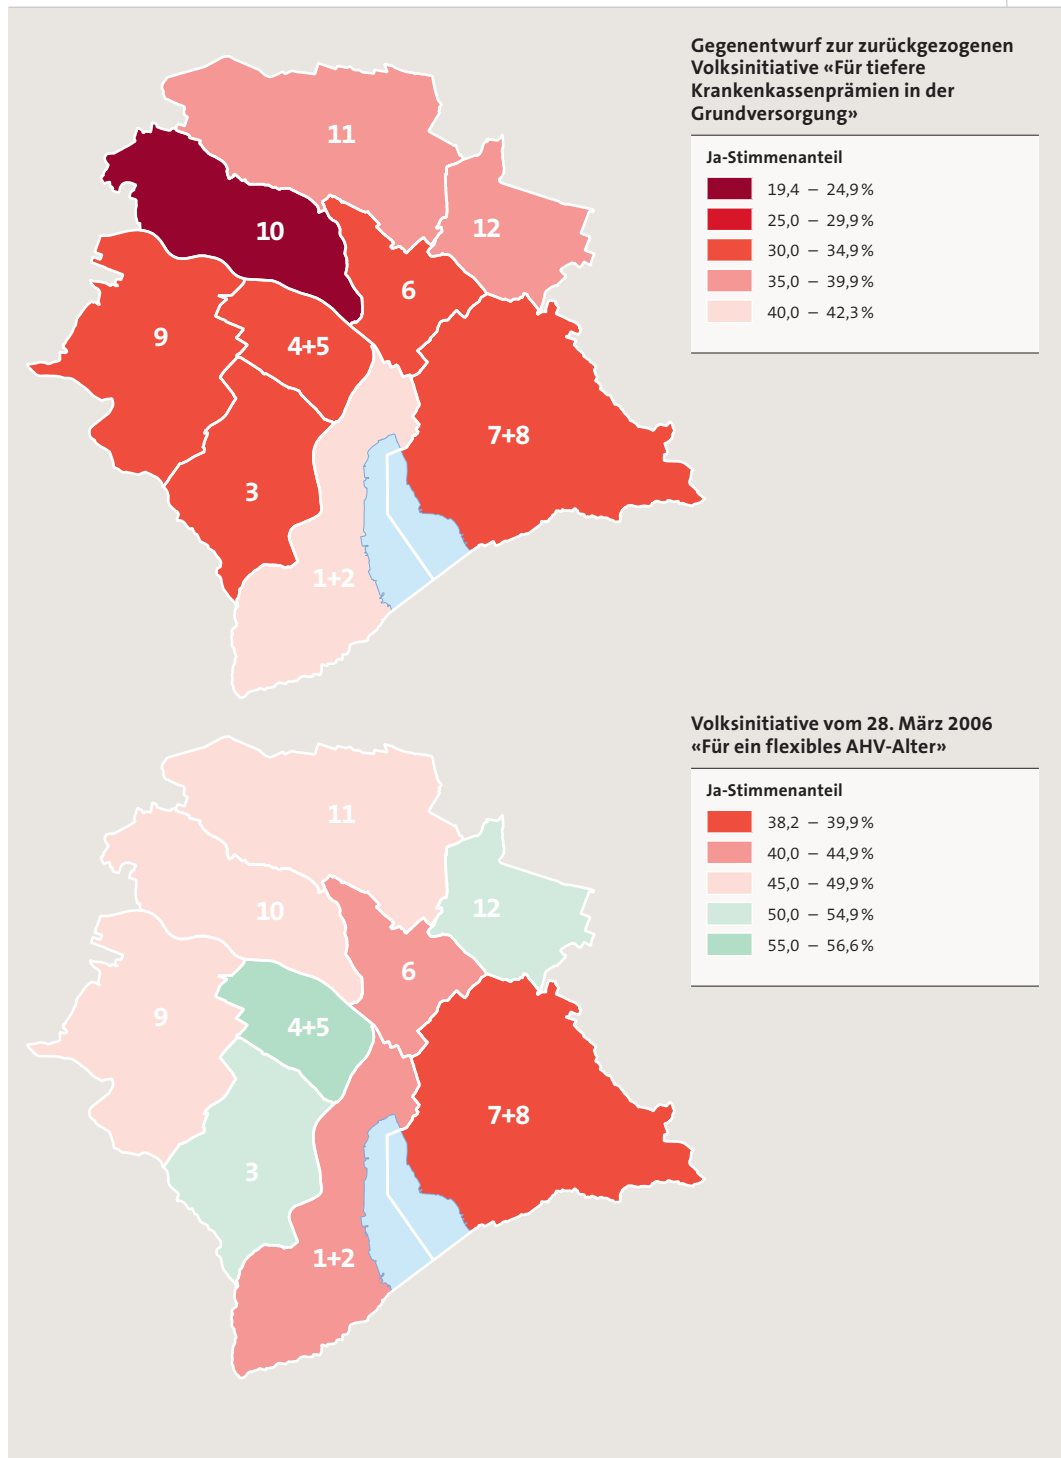 Gegenentwurf zur zurückgezogenen
Volksinitiative «Für tiefere
Krankenkassenprämien in der
Grundversorgung»
Ja-Stimmenanteil
19,4 – 24,9 %
25,0 – 29,9 %
30,0 – 34,9 %
35,0 – 39,9 %
40,0 – 42,3 %
11
12
10
6
9
4+5
7+8
3
1+2
Volksinitiative vom 28. März 2006
«Für ein flexibles AHV-Alter»
Ja-Stimmenanteil
38,2 – 39,9 %
40,0 – 44,9 %
45,0 – 49,9 %
50,0 – 54,9 %
55,0 – 56,6 %
11
12
10
6
9
4+5
7+8
3
1+2